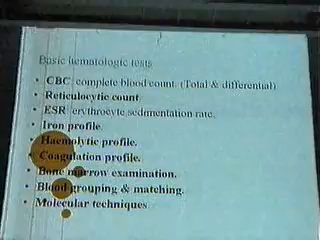 Basic hematologic tests
• CBC: complete blood count. (Total & differential)
• Reticulocytic count.
• ESR: erythrocyte sedimentation rate.
• Iron profile.
• Haemolytic profile.
• Coagulation profile.
• Bone marrow examination.
• Blood grouping & matching.
• Molecular techniques.